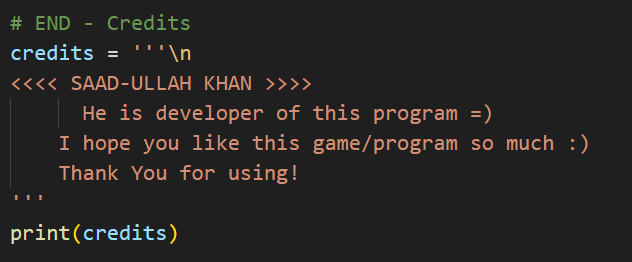 # END - Credits
credits = '''\n
<<<< SAAD-ULLAH KHAN >>>>
      He is developer of this program =)
    I hope you like this game/program so much :)
    Thank You for using!
'''
print(credits)